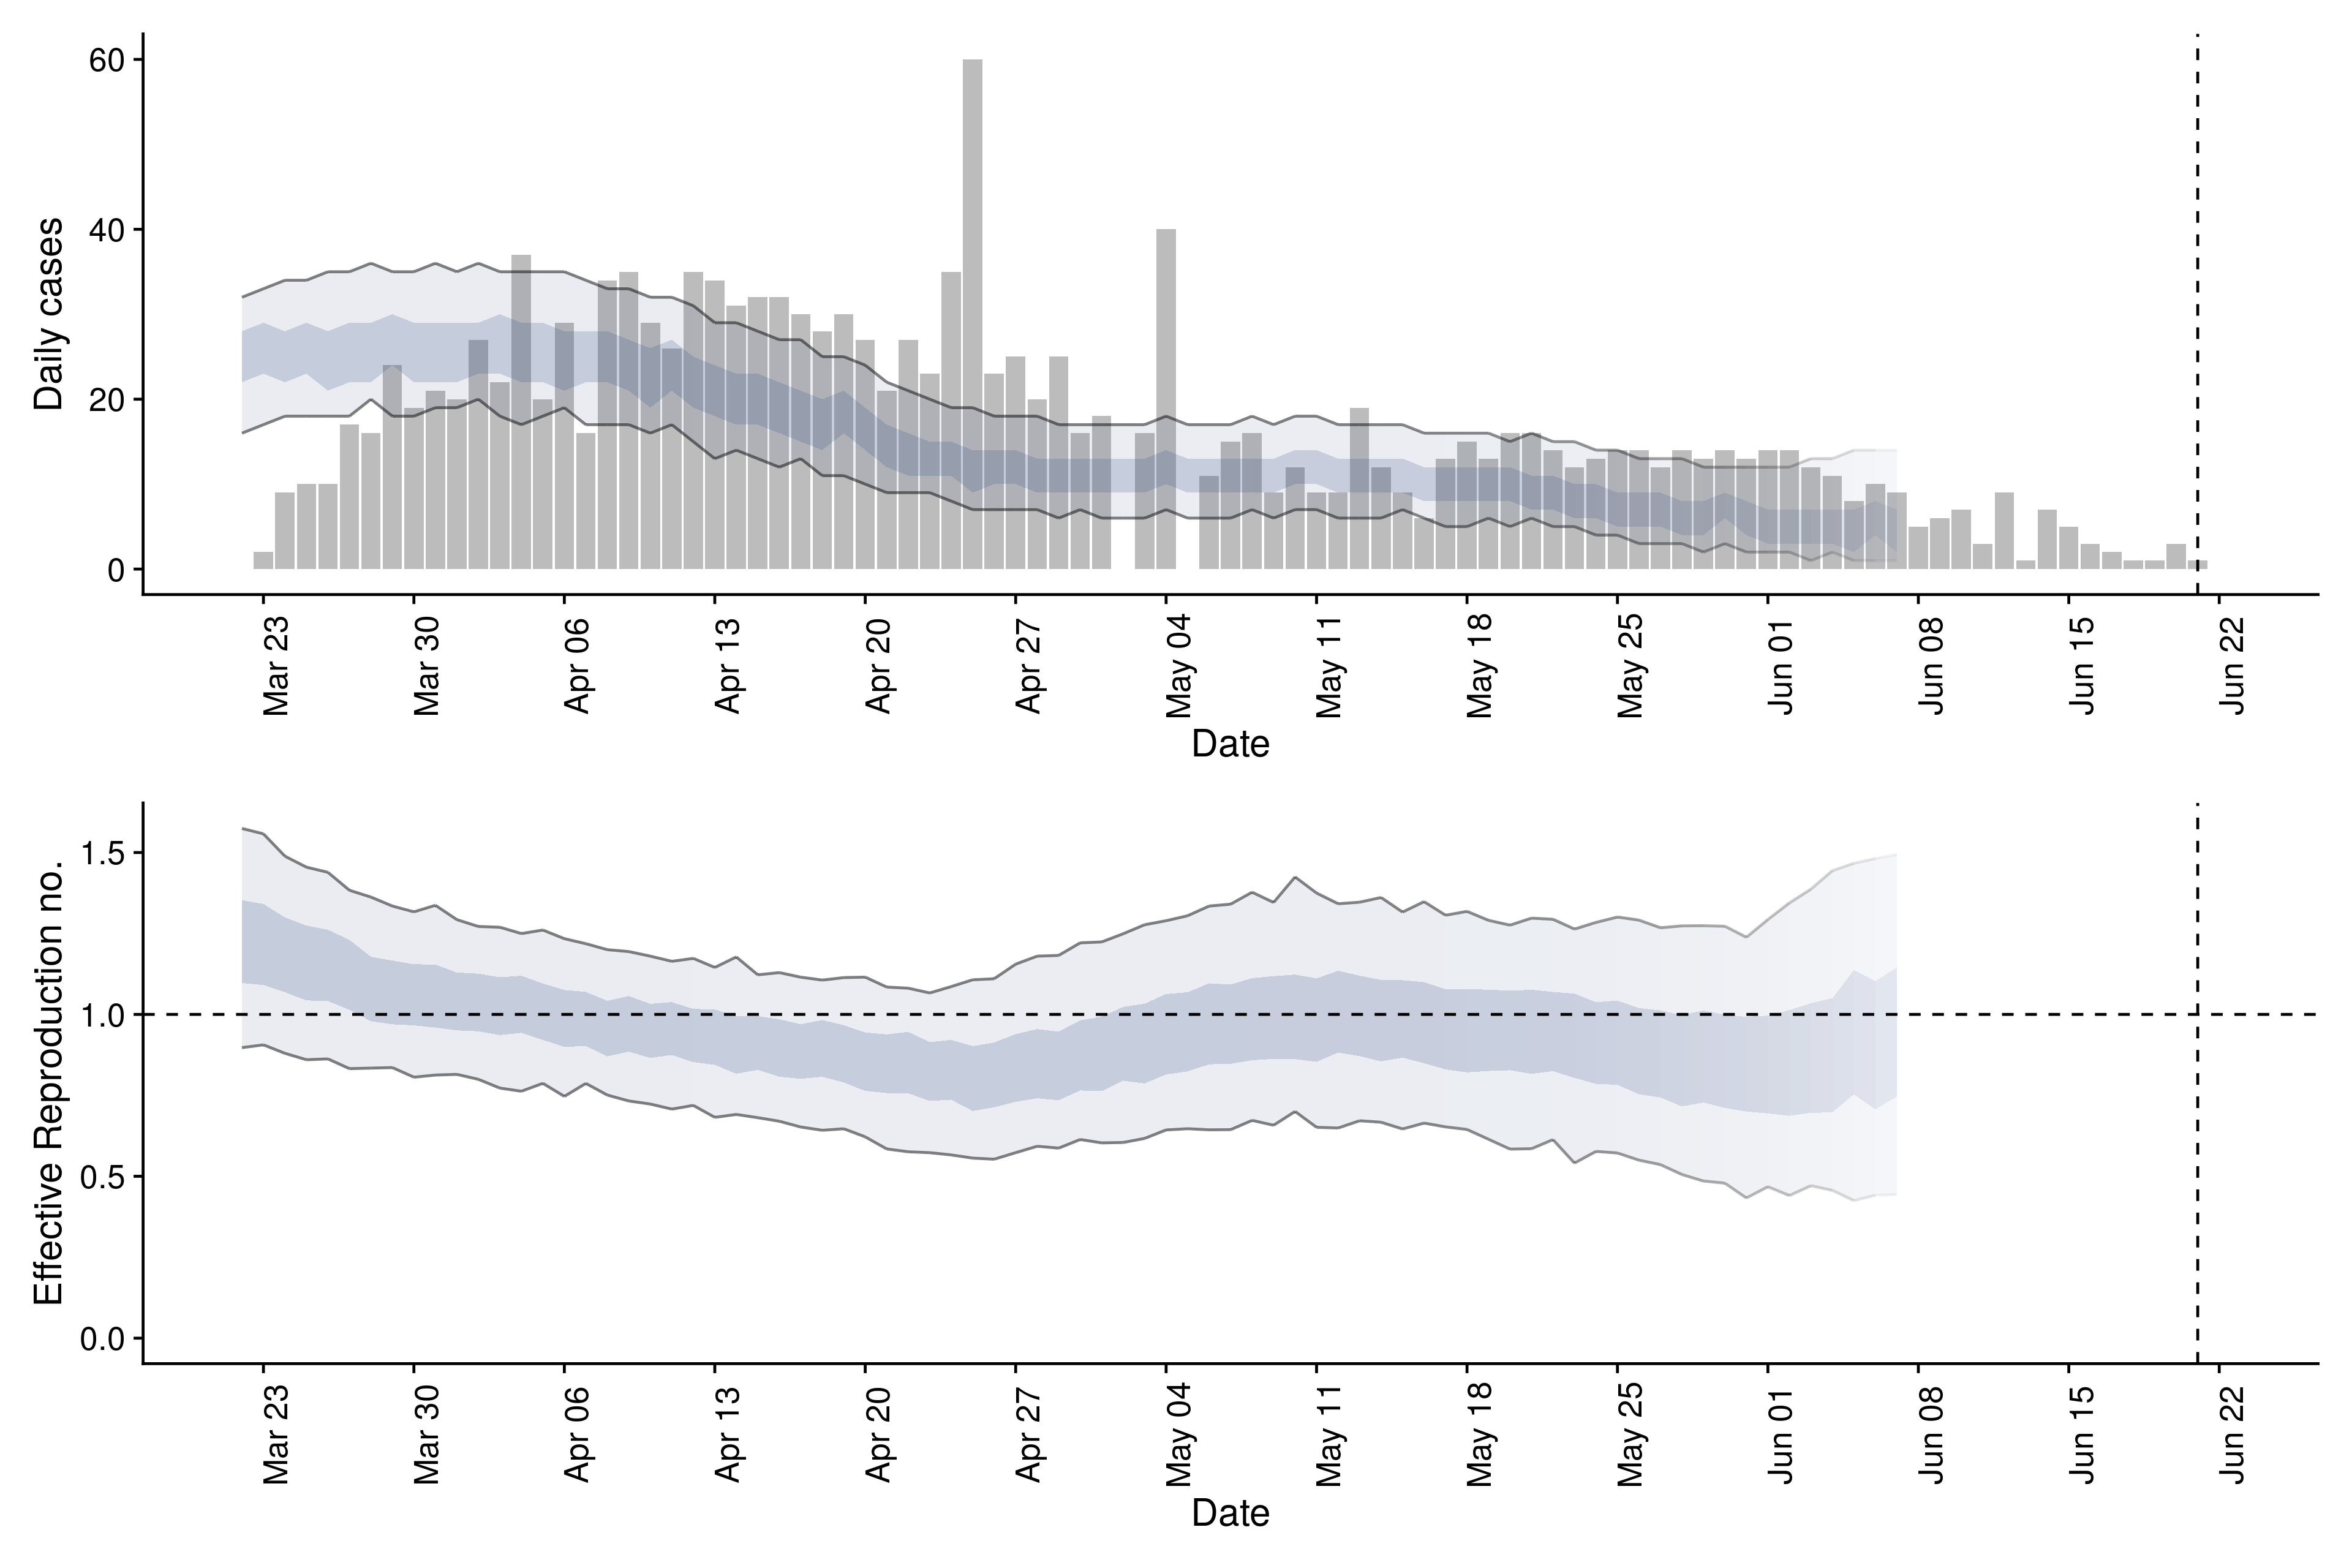 Daily cases
60
40
20
0
Mar 23
Mar 30
Apr 06
Apr 13
Apr 20
Apr 27
May 04
May 11
May 18
May 25
Jun 01
Jun 08
Jun 15
Jun 22
Date
Effective Reproduction no.
1.5
1.0
0.5
0.0
Mar 23
Mar 30
Apr 06
Apr 13
Apr 20
Apr 27
May 04
May 11
May 18
May 25
Jun 01
Jun 08
Jun 15
Jun 22
Date